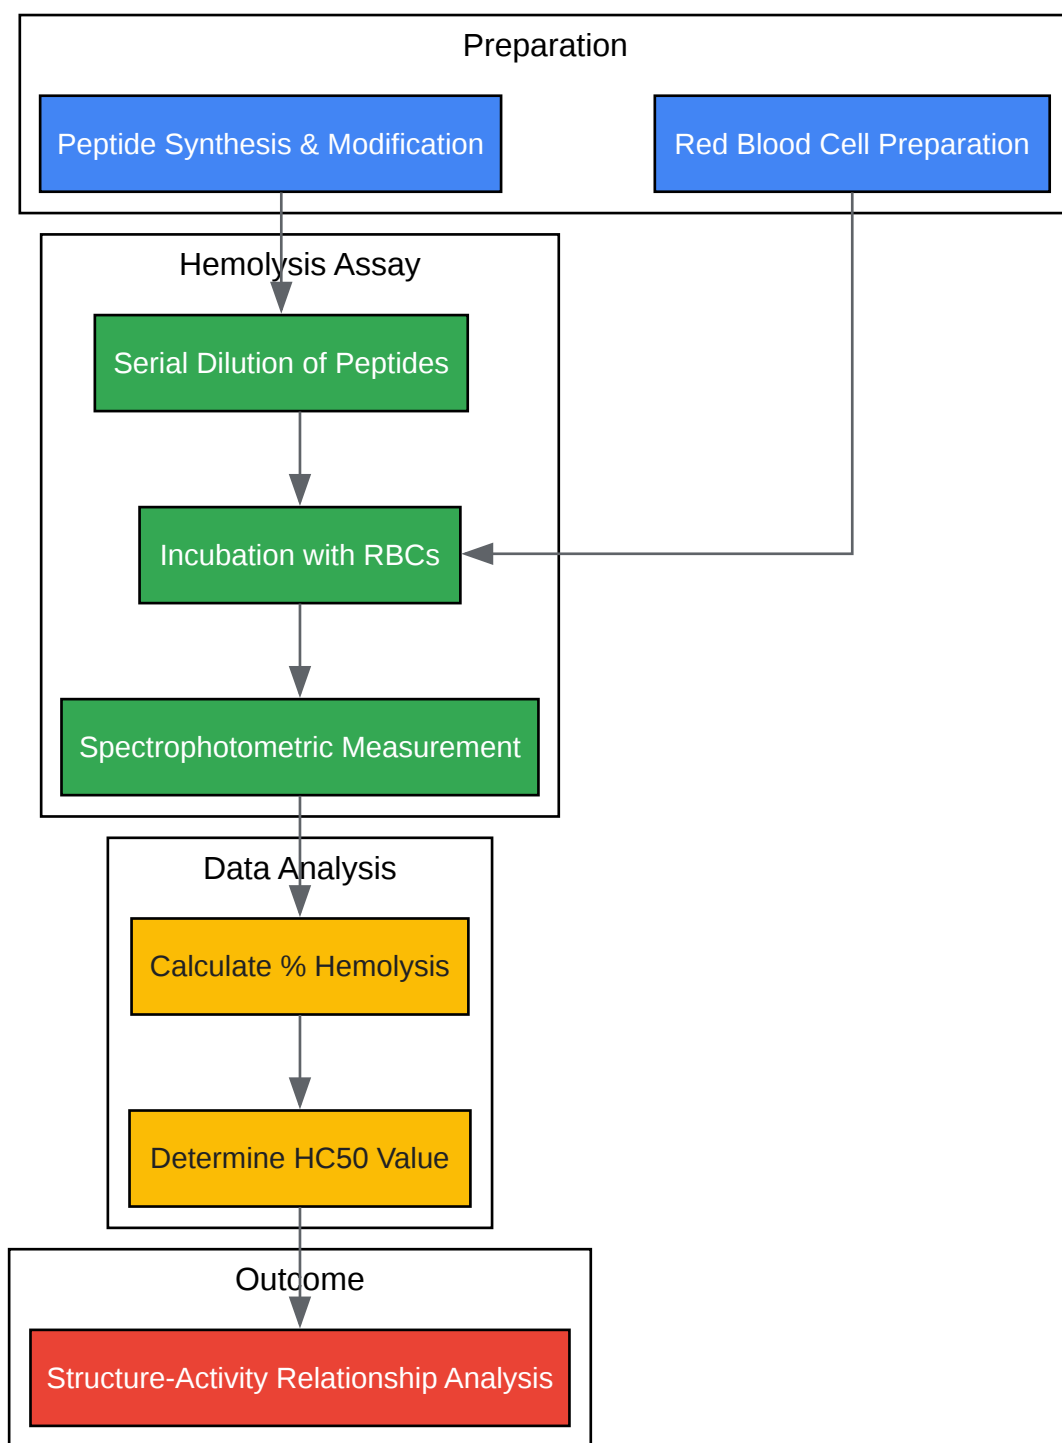 Preparation
Peptide Synthesis & Modification
Red Blood Cell Preparation
Hemolysis Assay
Serial Dilution of Peptides
Incubation with RBCs
Spectrophotometric Measurement
Data Analysis
Calculate % Hemolysis
Determine HC50 Value
Outcome
Structure-Activity Relationship Analysis